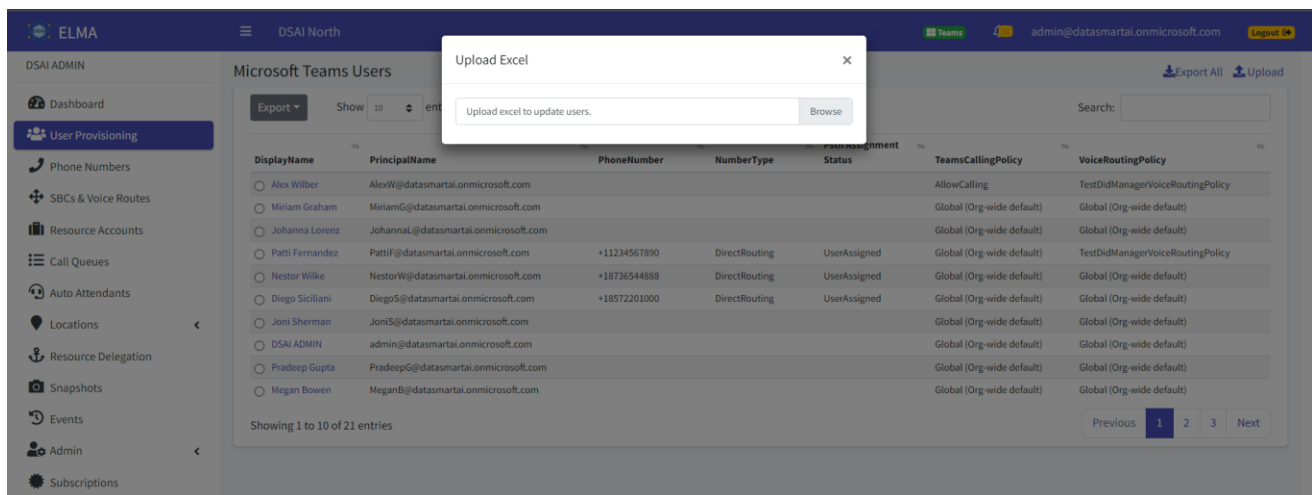 ELMA
DSAI North
Teams
admin@datasmartai.onmicrosoft.com
Logout
DSAI ADMIN
Dashboard
User Provisioning
Phone Numbers
SBCs & Voice Routes
Resource Accounts
Call Queues
Auto Attendants
Locations
Resource Delegation
Snapshots
Events
Admin
Subscriptions
Microsoft Teams Users
Export All Upload
Upload Excel ×
Upload excel to update users. Browse
Export Show 10 ent
Search:
DisplayName PrincipalName PhoneNumber NumberType Assignment Status TeamsCallingPolicy VoiceRoutingPolicy
Alex Wilber AlexW@datasmartai.onmicrosoft.com AllowCalling TestDidManagerVoiceRoutingPolicy
Miriam Graham MiriamG@datasmartai.onmicrosoft.com Global (Org-wide default) Global (Org-wide default)
Johanna Lorenz JohannaL@datasmartai.onmicrosoft.com Global (Org-wide default) Global (Org-wide default)
Patti Fernandez PattiF@datasmartai.onmicrosoft.com +11234567890 DirectRouting UserAssigned Global (Org-wide default) TestDidManagerVoiceRoutingPolicy
Nestor Wilke NestorW@datasmartai.onmicrosoft.com +18736544888 DirectRouting UserAssigned Global (Org-wide default) Global (Org-wide default)
Diego Siciliani DiegoS@datasmartai.onmicrosoft.com +18572201000 DirectRouting UserAssigned Global (Org-wide default) Global (Org-wide default)
Joni Sherman JoniS@datasmartai.onmicrosoft.com Global (Org-wide default) Global (Org-wide default)
DSAI ADMIN admin@datasmartai.onmicrosoft.com Global (Org-wide default) Global (Org-wide default)
Pradeep Gupta PradeepG@datasmartai.onmicrosoft.com Global (Org-wide default) Global (Org-wide default)
Megan Bowen MeganB@datasmartai.onmicrosoft.com Global (Org-wide default) Global (Org-wide default)
Showing 1 to 10 of 21 entries
Previous 1 2 3 Next